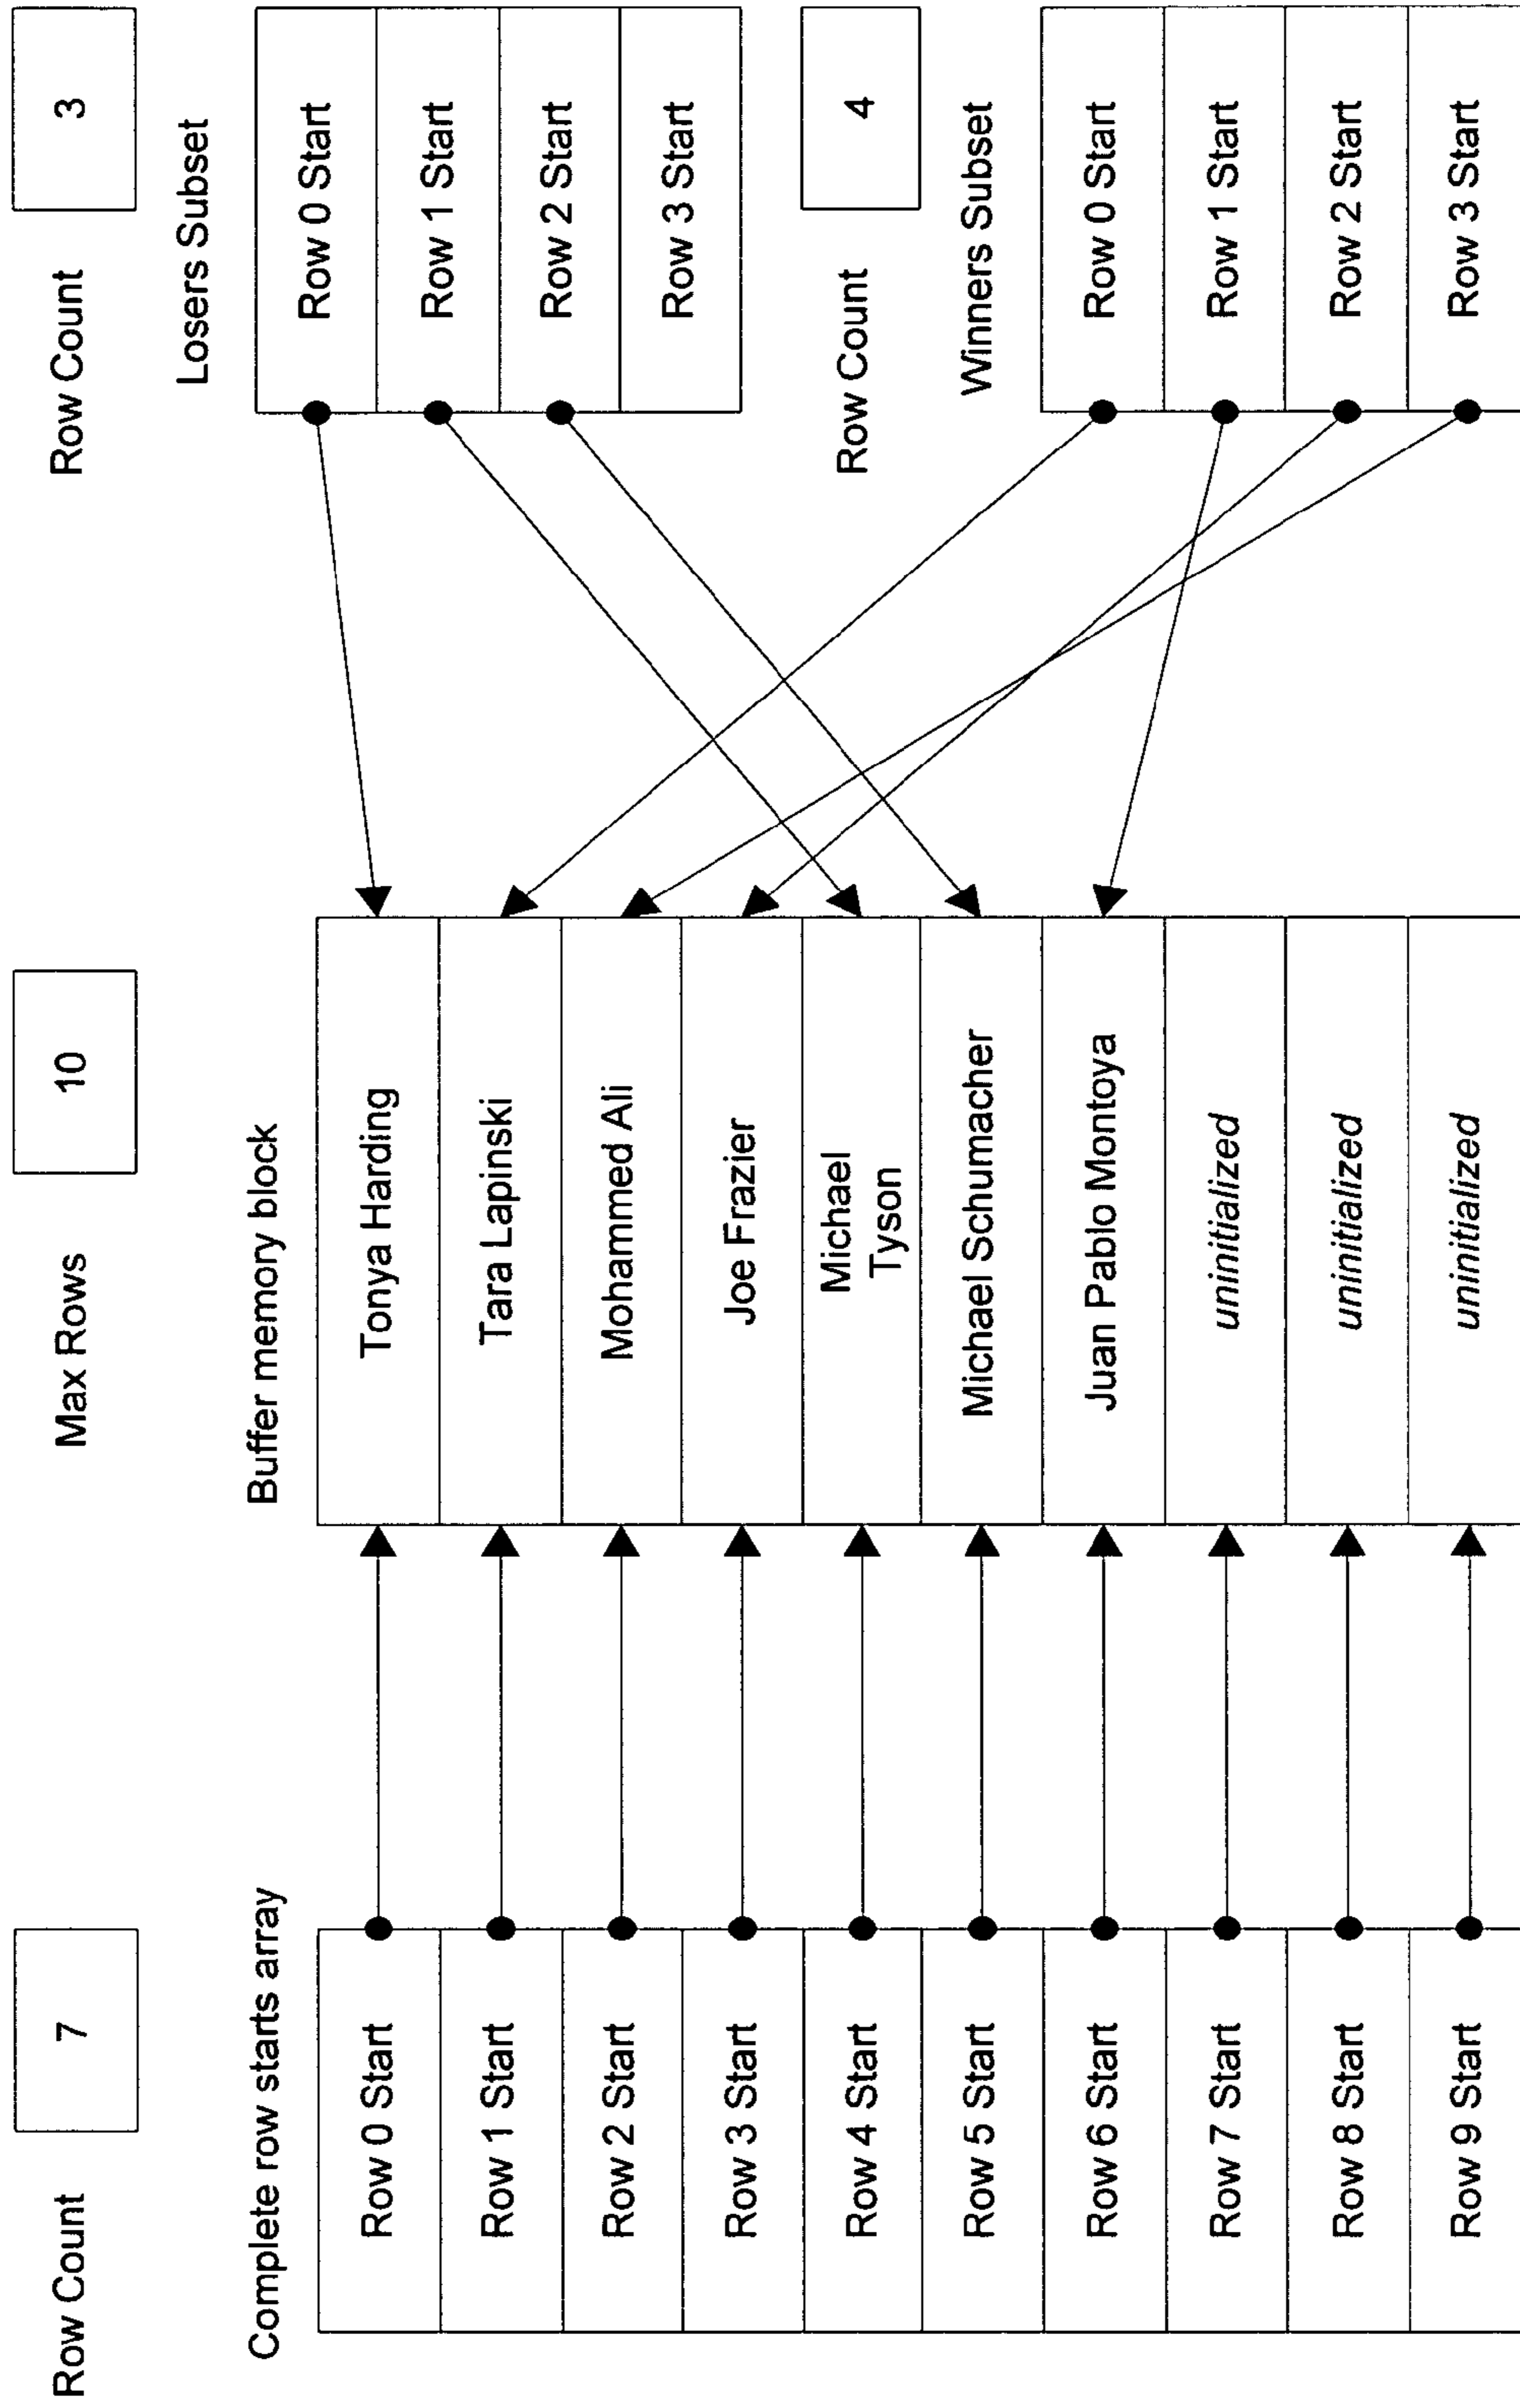 Row Count
7
Complete row starts array
Row 0 Start
Row 1 Start
Row 2 Start
Row 3 Start
Row 4 Start
Row 5 Start
Row 6 Start
Row 7 Start
Row 8 Start
Row 9 Start
Max Rows
10
Buffer memory block
Tonya Harding
Tara Lapinski
Mohammed Ali
Joe Frazier
Michael
Tyson
Michael Schumacher
Juan Pablo Montoya
uninitialized
uninitialized
uninitialized
Row Count
3
Losers Subset
Row 0 Start
Row 1 Start
Row 2 Start
Row 3 Start
Row Count
4
Winners Subset
Row 0 Start
Row 1 Start
Row 2 Start
Row 3 Start